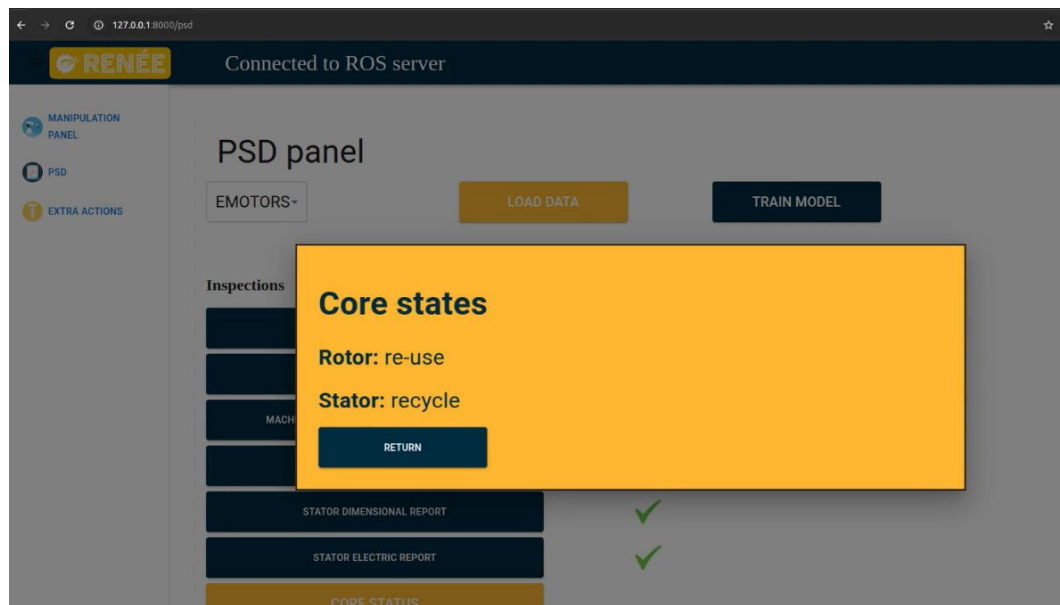 127.0.0.1:8000/psd
RENÉE
Connected to ROS server
MANIPULATION
PANEL
PSD
EXTRA ACTIONS
PSD panel
EMOTORS
LOAD DATA
TRAIN MODEL
Inspections
Core states
Rotor: re-use
Stator: recycle
MACH
RETURN
STATOR DIMENSIONAL REPORT
STATOR ELECTRIC REPORT
CORE STATUS